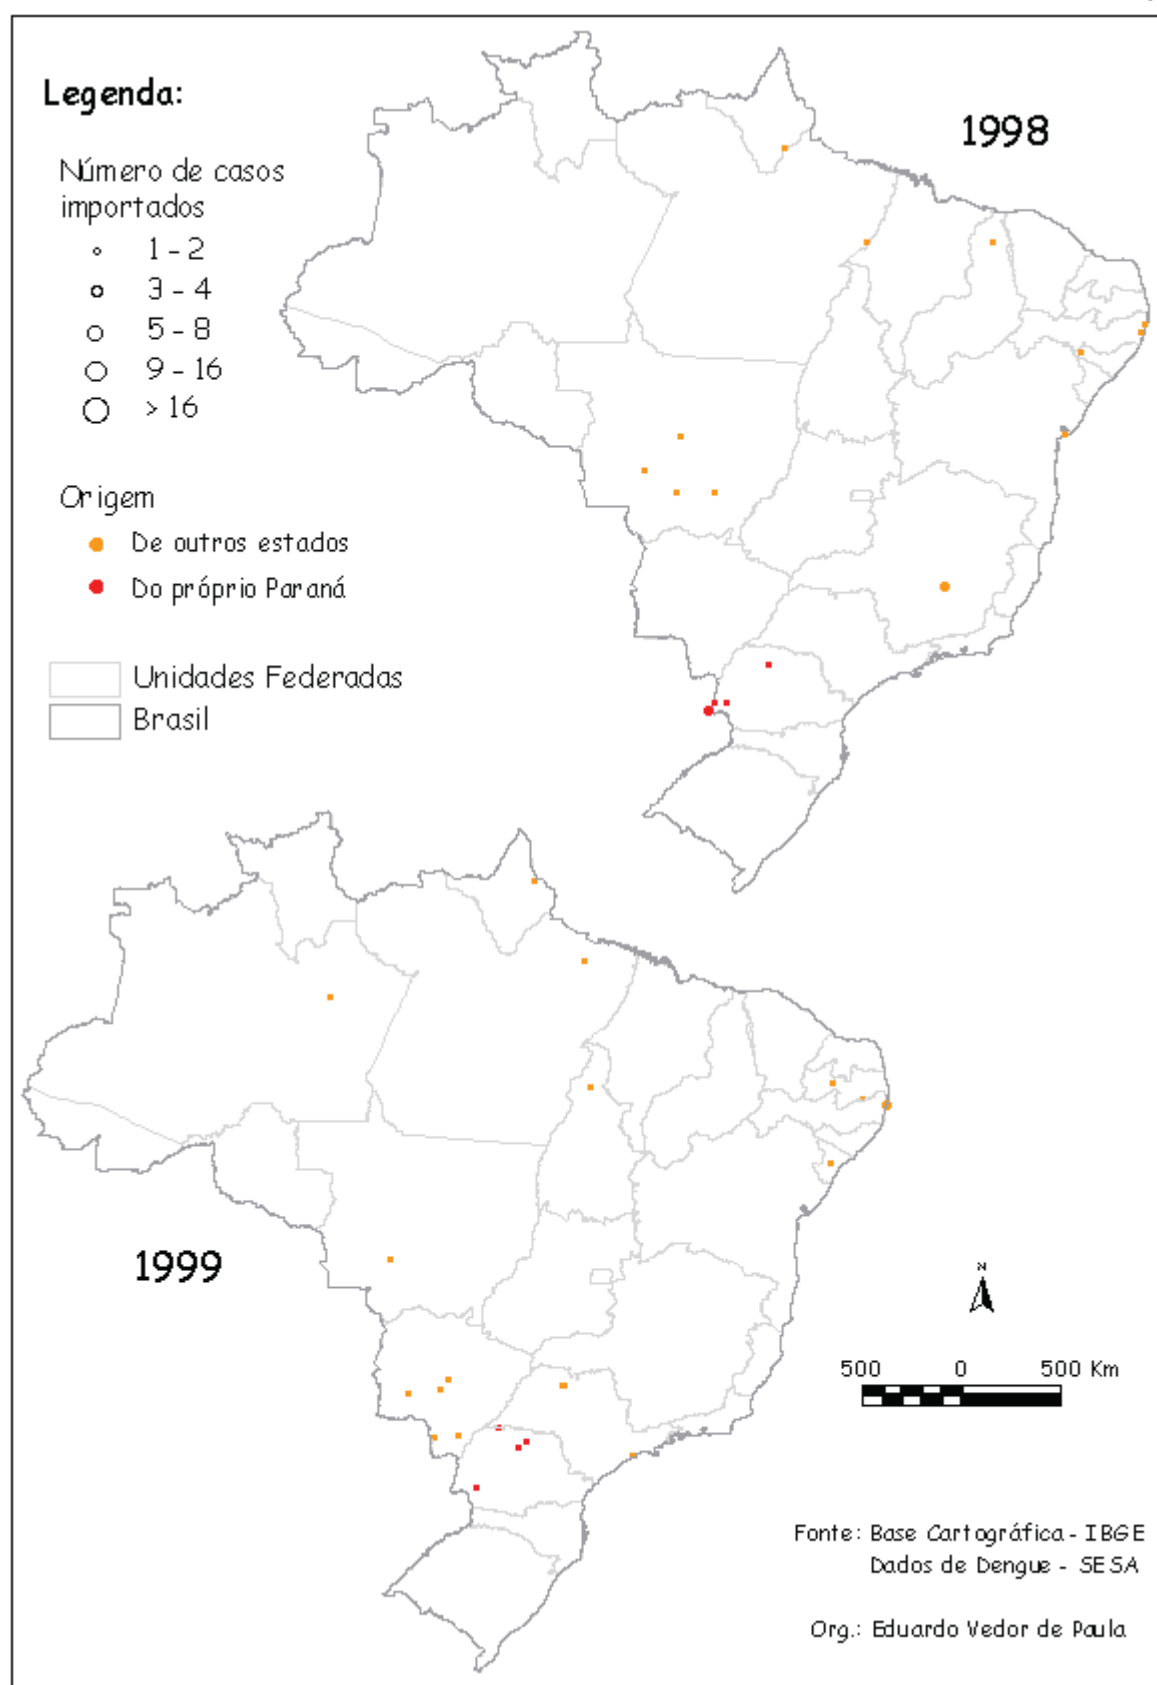 Legenda:
1998
Número de casos
importados
1 - 2
3 - 4
5 - 8
9 - 16
> 16
Origem
De outros estados
Do próprio Paraná
Unidades Federadas
Brasil
1999
N
500 0 500 Km
Fonte: Base Cartográfica - IBGE
Dados de Dengue - SESA
Org.: Eduardo Vedor de Paula